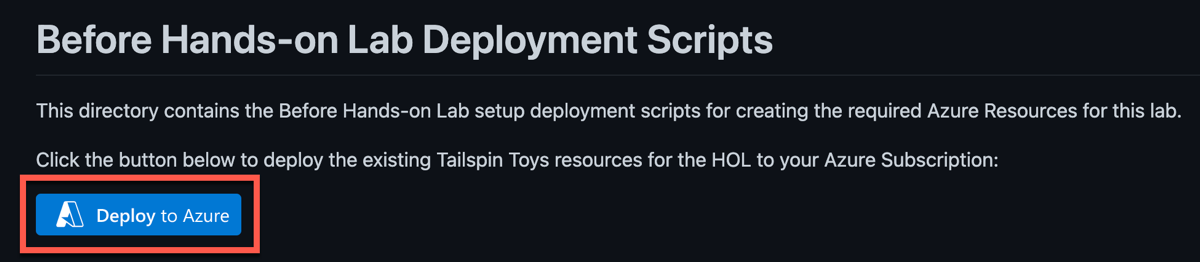 Before Hands-on Lab Deployment Scripts
This directory contains the Before Hands-on Lab setup deployment scripts for creating the required Azure Resources for this lab.
Click the button below to deploy the existing Tailspin Toys resources for the HOL to your Azure Subscription:
Deploy to Azure